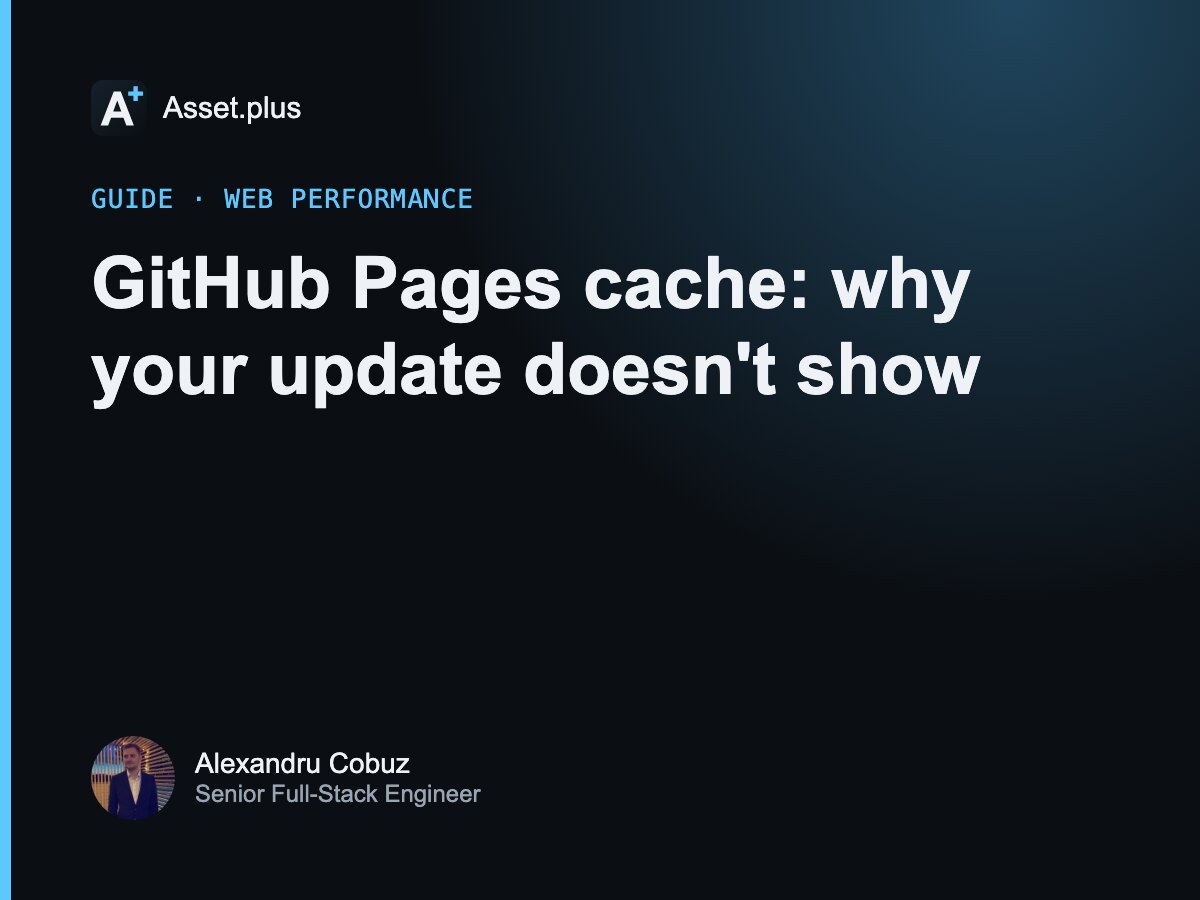 A+ Asset.plus
GUIDE · WEB PERFORMANCE
GitHub Pages cache: why
your update doesn't show
Alexandru Cobuz
Senior Full-Stack Engineer